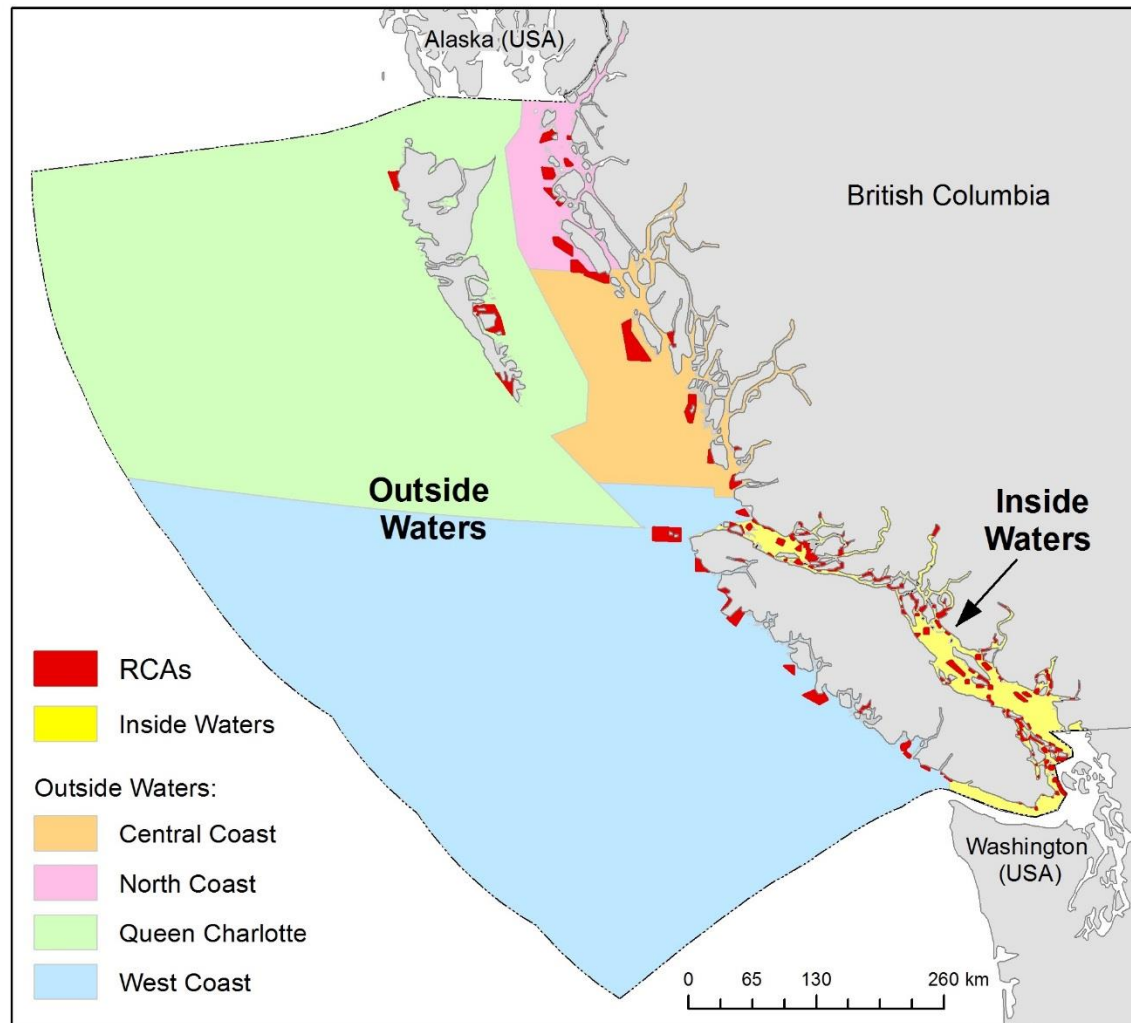 Alaska (USA)
British Columbia
Outside
Waters
Inside
Waters
RCAs
Inside Waters
Outside Waters:
Central Coast
North Coast
Queen Charlotte
West Coast
Washington
(USA)
0 65 130 260 km